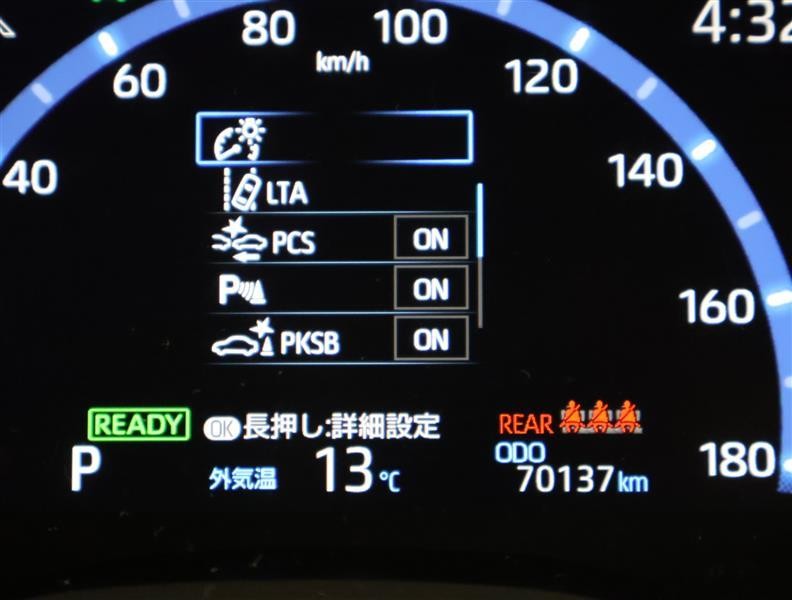 4:32
80
100
km/h
60
120
40
140
LTA
PCS ON
P ON
PKSB ON
160
READY
OK 長押し:詳細設定
REAR
P
外気温 13℃
ODO
70137km
180